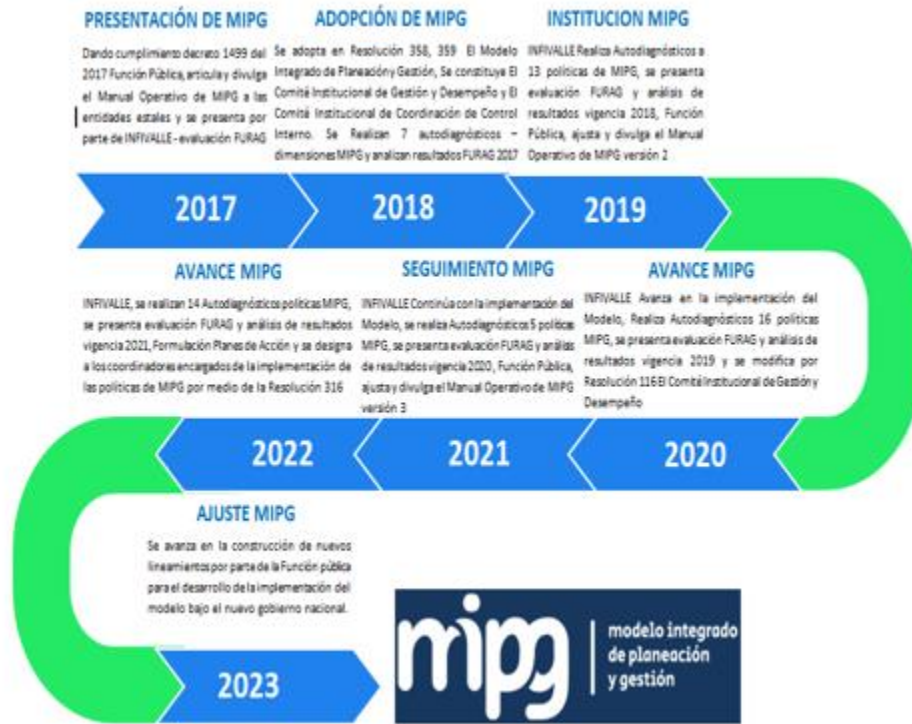 PRESENTACIÓN DE MIPG
Dando cumplimiento decreto 1499 del
2017 Función Pública, articula y divulga
el Manual Operativo de MIPG a las
entidades estales y se presenta por
parte de INFIVALLE - evaluación FURAG
ADOPCIÓN DE MIPG
Se adopta en Resolución 358, 359 El Modelo
Integrado de Planeación y Gestión, Se constituye El
Comité Institucional de Gestión y Desempeño y El
Comité Institucional de Coordinación de Control
Interno. Se Realizan 7 autodiagnósticos –
dimensiones MIPG y analizan resultados FURAG 2017
INSTITUCION MIPG
INFIVALLE Realiza Autodiagnósticos a
13 políticas de MIPG, se presenta
evaluación FURAG y análisis de
resultados vigencia 2018, Función
Pública, ajusta y divulga el Manual
Operativo de MIPG versión 2
2017
2018
2019
AVANCE MIPG
INFIVALLE, se realizan 14 Autodiagnósticos políticas MIPG,
se presenta evaluación FURAG y análisis de resultados
vigencia 2021, Formulación Planes de Acción y se designa
a los coordinadores encargados de la implementación de
las políticas de MIPG por medio de la Resolución 316
SEGUIMIENTO MIPG
INFIVALLE Continúa con la implementación del
Modelo, se realiza Autodiagnósticos 5 políticas
MIPG, se presenta evaluación FURAG y análisis
de resultados vigencia 2020, Función Pública,
ajusta y divulga el Manual Operativo de MIPG
versión 3
AVANCE MIPG
INFIVALLE Avanza en la implementación del
Modelo, Realiza Autodiagnósticos 16 políticas
MIPG, se presenta evaluación FURAG y análisis de
resultados vigencia 2019 y se modifica por
Resolución 116 El Comité Institucional de Gestión y
Desempeño
2022
2021
2020
AJUSTE MIPG
Se avanza en la construcción de nuevos
lineamientos por parte de la Función pública
para el desarrollo de la implementación del
modelo bajo el nuevo gobierno nacional.
2023
mipg
modelo integrado
de planeación
y gestión